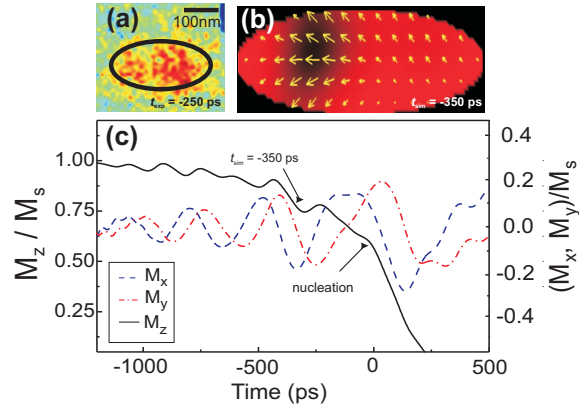 (a)
100nm
t_exp = -250 ps
(b)
t_sim = -350 ps
(c)
t_sim = -350 ps
nucleation
M_x
M_y
M_z
M_z / M_s
1.00
0.75
0.50
0.25
0.4
0.2
0.0
-0.2
-0.4
(M_x, M_y)/M_s
-1000
-500
0
500
Time (ps)